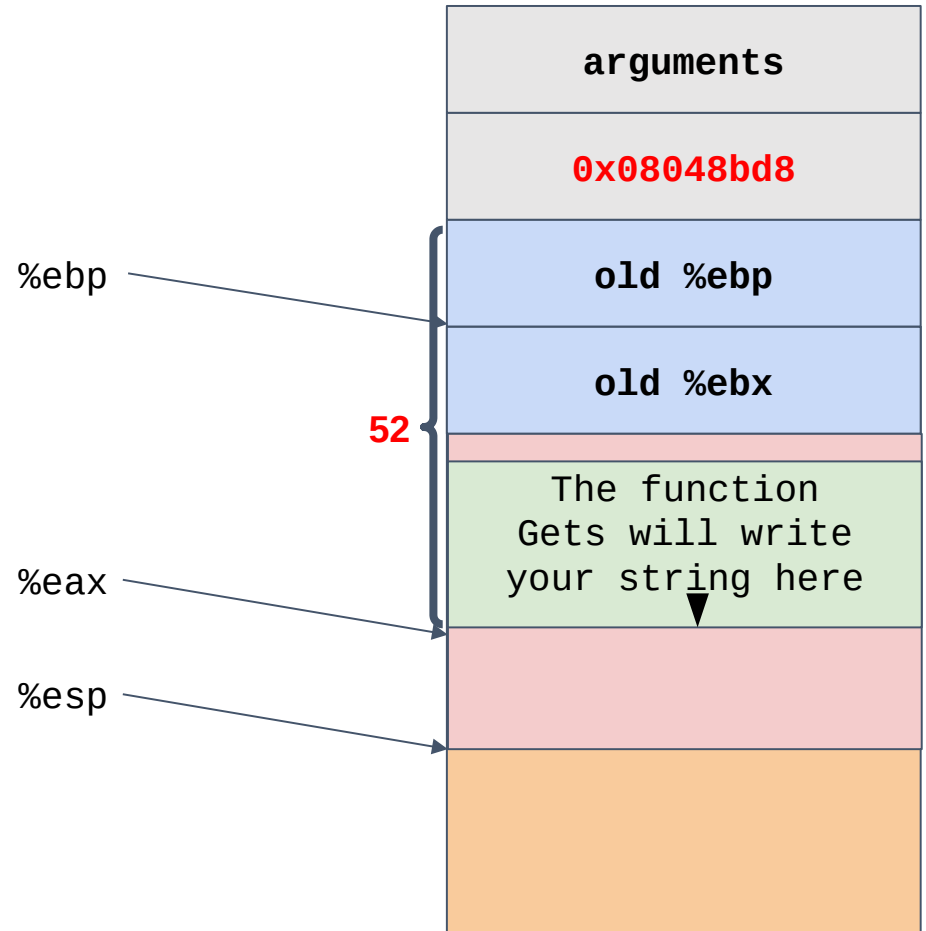 arguments
0x08048bd8
%ebp
old %ebp
old %ebx
52
The function
Gets will write
your string here
%eax
%esp